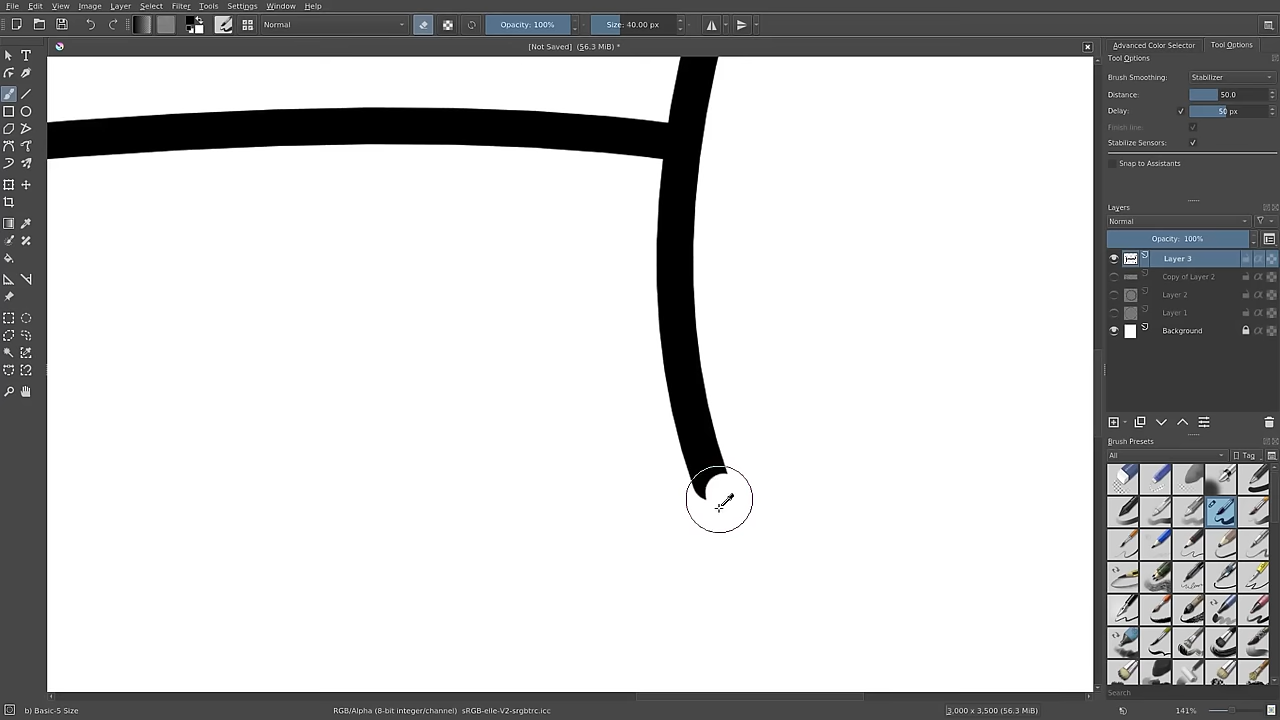 File Edit View Image Layer Select Filter Tools Settings Window Help
Normal Opacity: 100% Size: 40.00 px
[Not Saved] (56.3 MiB) *
Advanced Color Selector Tool Options
Tool Options
Brush Smoothing: Stabilizer
Distance: 50.0
Delay: 50 px
Finish line:
Stabilize Sensors:
Snap to Assistants
Layers
Normal
Opacity: 100%
Layer 3
Copy of Layer 2
Layer 2
Layer 1
Background
Brush Presets
All Tag
Search
b) Basic-5 Size RGB/Alpha (8-bit integer/channel) sRGB-elle-V2-srgbtrc.icc 3,000 x 3,500 (56.3 MiB) 141%